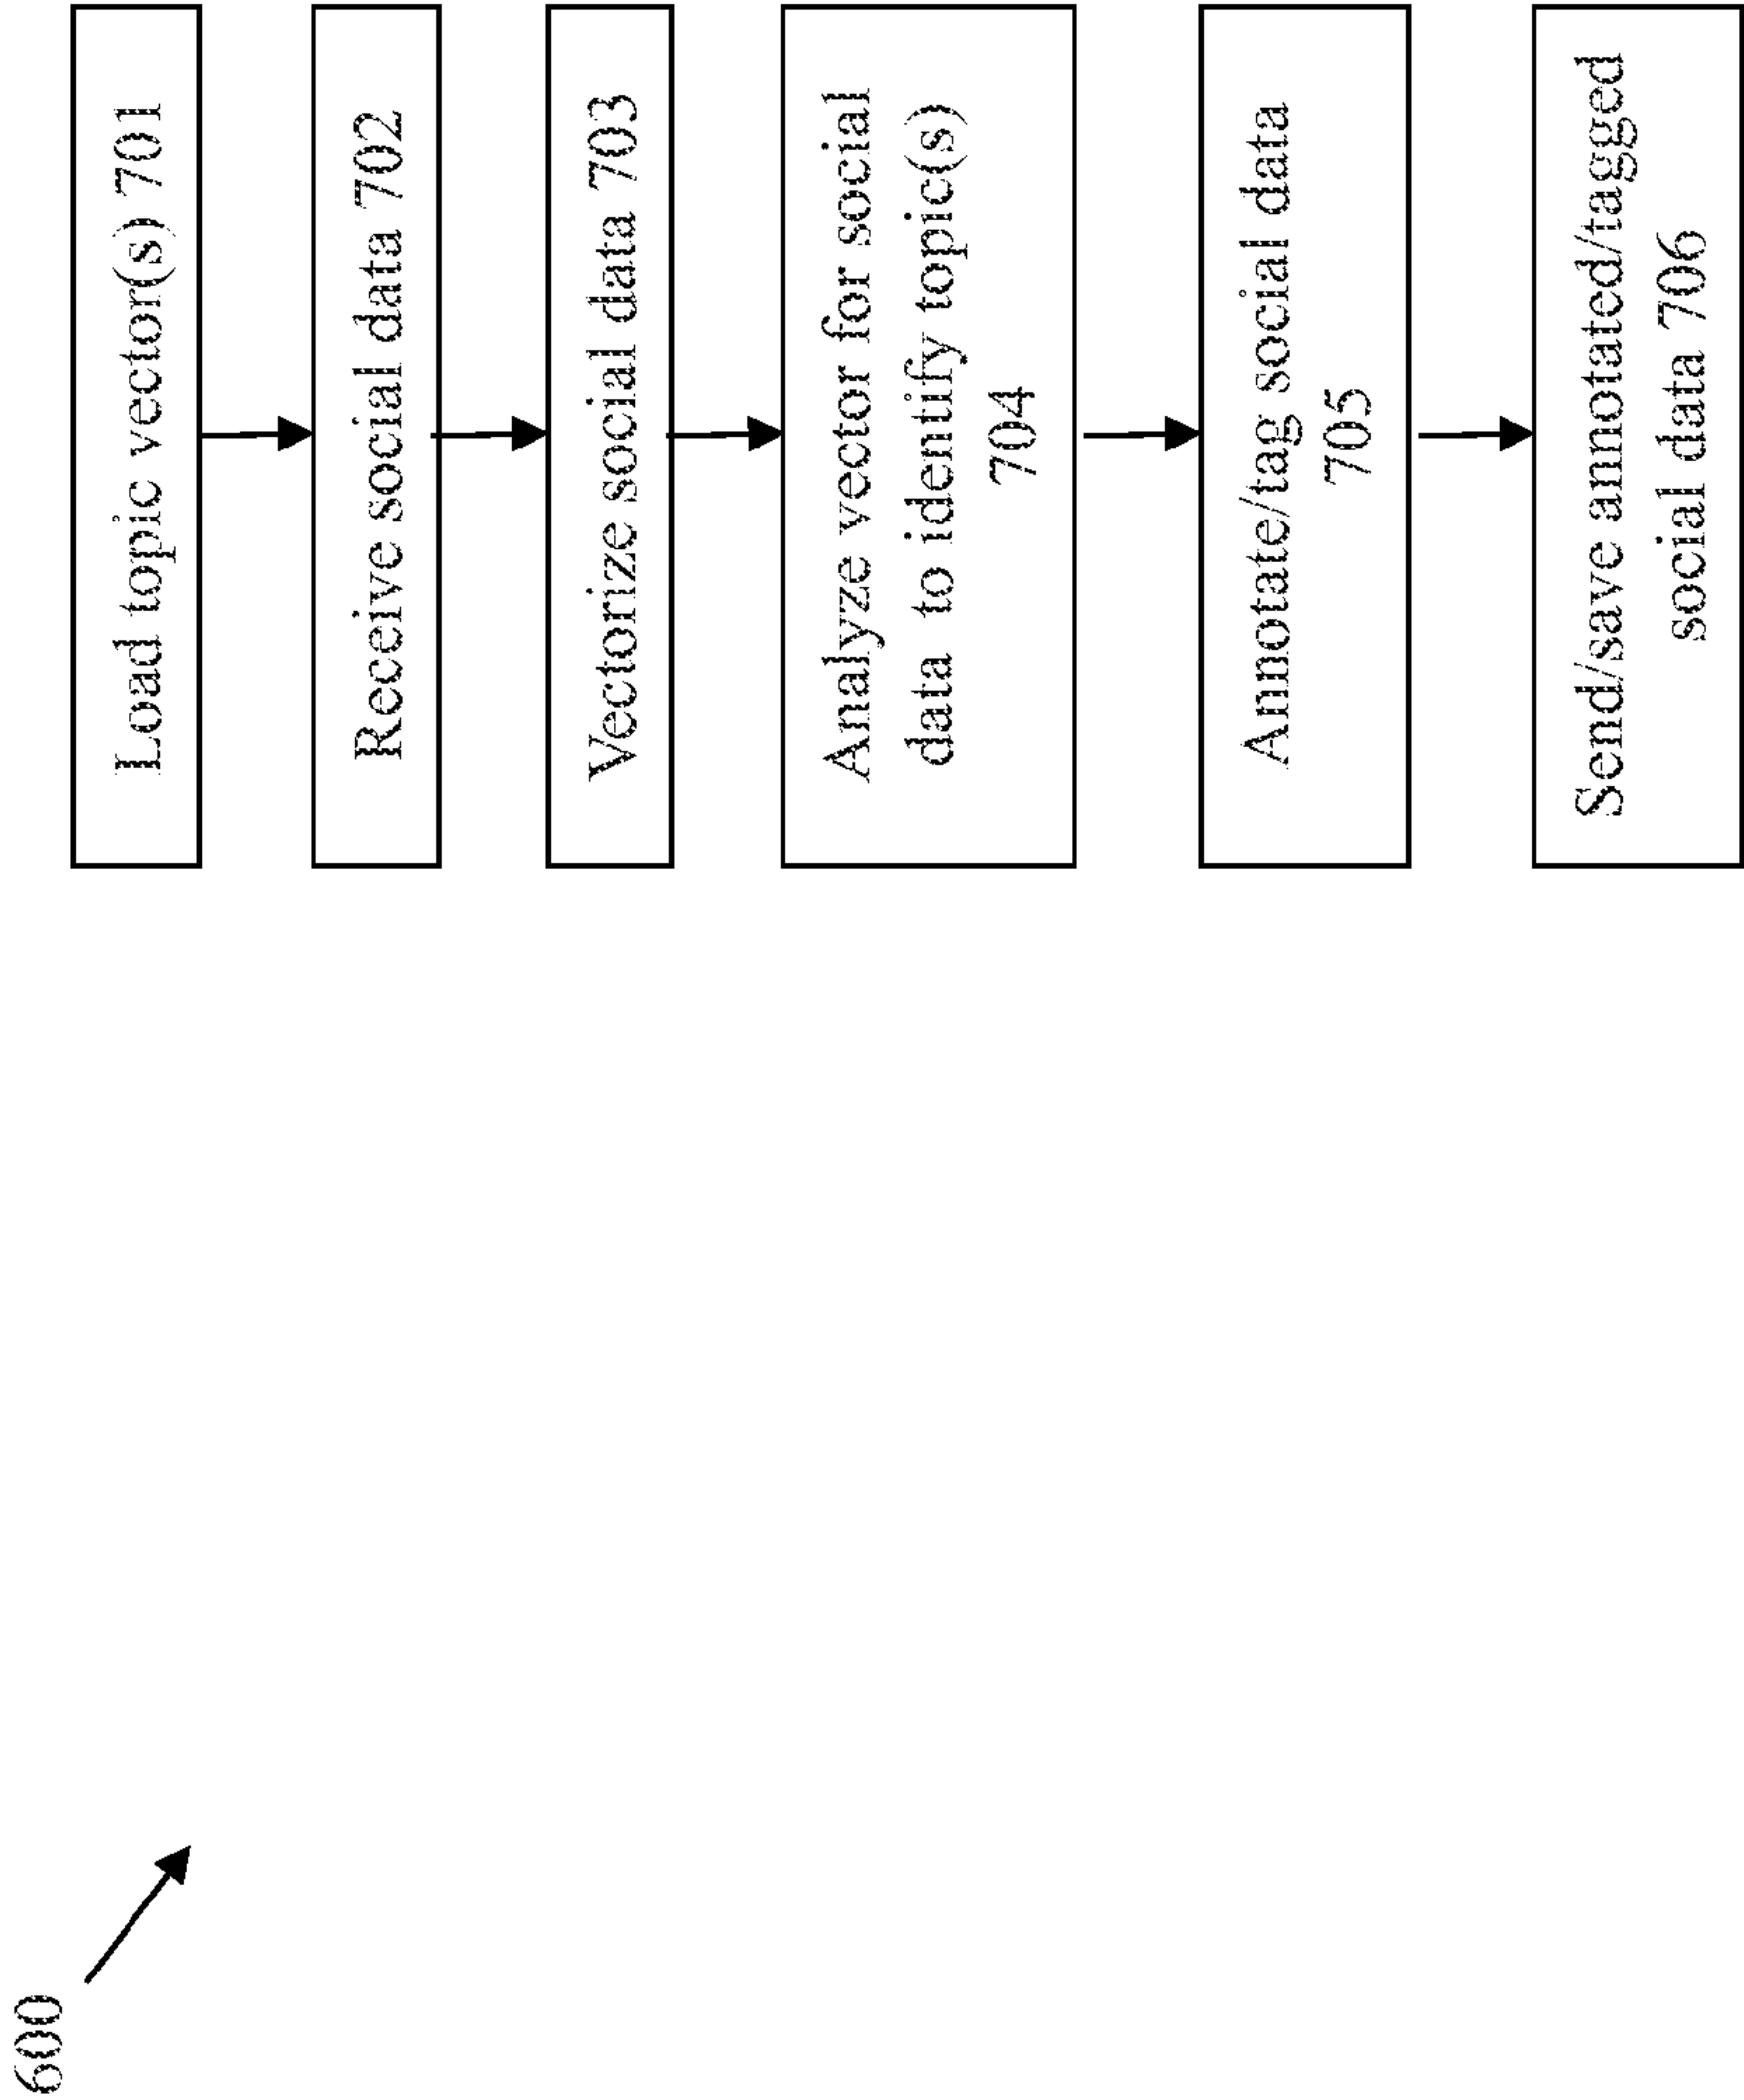 600
Load topic vector(s) 701
Receive social data 702
Vectorize social data 703
Analyze vector for social
data to identify topic(s)
704
Annotate/tag social data
705
Send/save annotated/tagged
social data 706